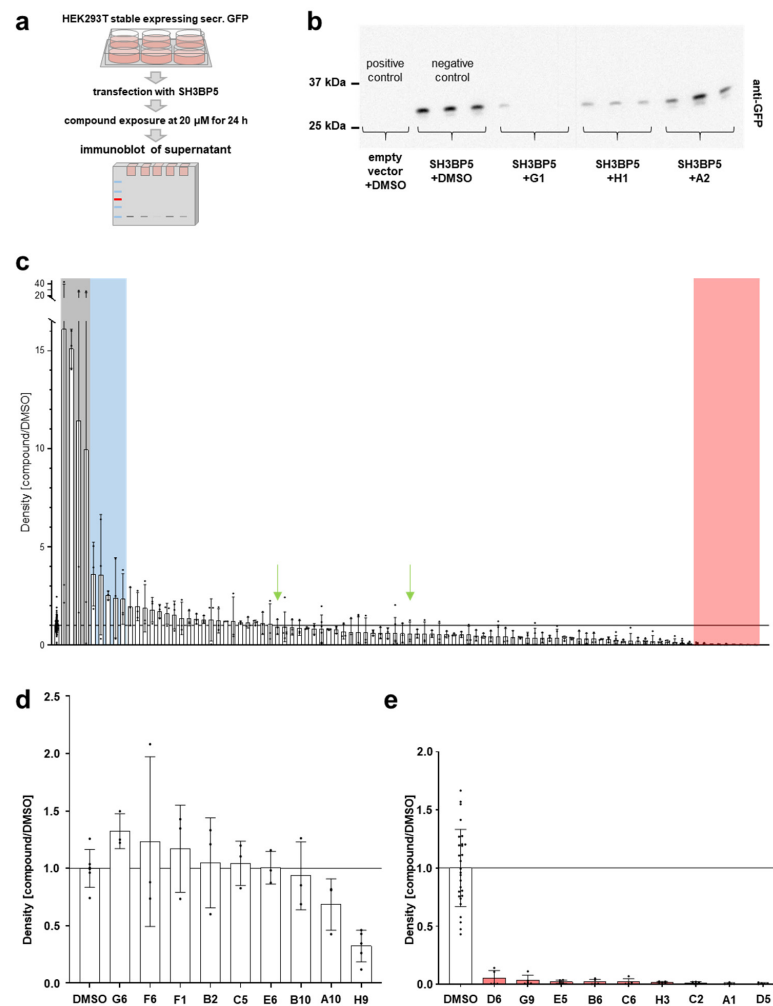 a
HEK293T stable expressing secr. GFP
transfection with SH3BP5
compound exposure at 20 µM for 24 h
immunoblot of supernatant
b
positive control
negative control
37 kDa
25 kDa
anti-GFP
empty vector +DMSO
SH3BP5 +DMSO
SH3BP5 +G1
SH3BP5 +H1
SH3BP5 +A2
c
Density [compound/DMSO]
40
20
15
10
5
0
d
Density [compound/DMSO]
2.5
2.0
1.5
1.0
0.5
0.0
DMSO G6 F6 F1 B2 C5 E6 B10 A10 H9
e
Density [compound/DMSO]
2.0
1.5
1.0
0.5
0.0
DMSO D6 G9 E5 B6 C6 H3 C2 A1 D5